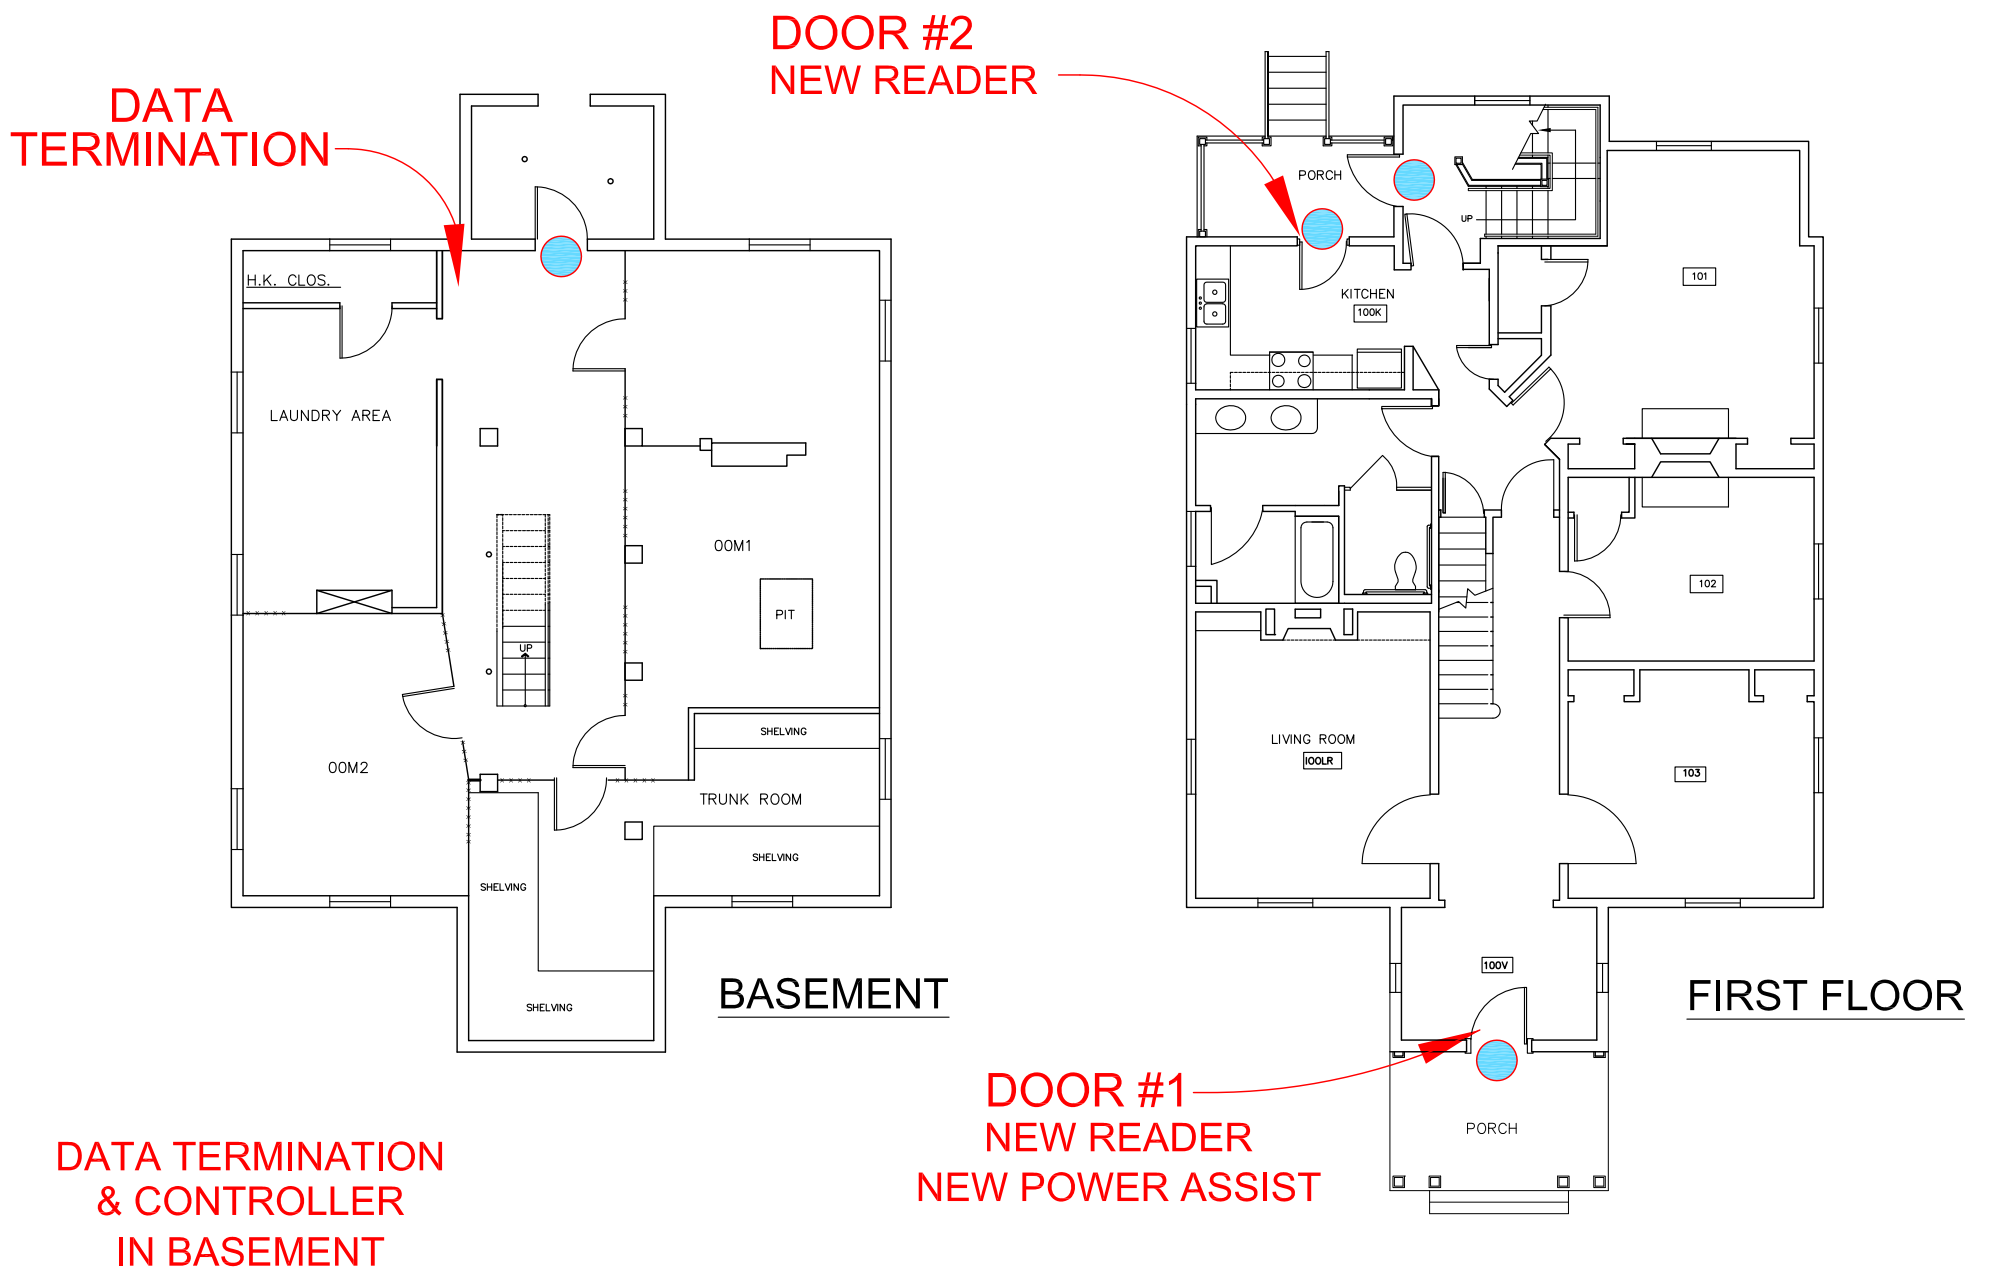 DOOR #2
NEW READER
DATA
TERMINATION
H.K. CLOS.
LAUNDRY AREA
00M1
PIT
UP
00M2
SHELVING
TRUNK ROOM
SHELVING
SHELVING
SHELVING
BASEMENT
PORCH
UP
101
KITCHEN
100K
102
LIVING ROOM
100LR
103
100V
FIRST FLOOR
DOOR #1
NEW READER
NEW POWER ASSIST
PORCH
DATA TERMINATION
& CONTROLLER
IN BASEMENT